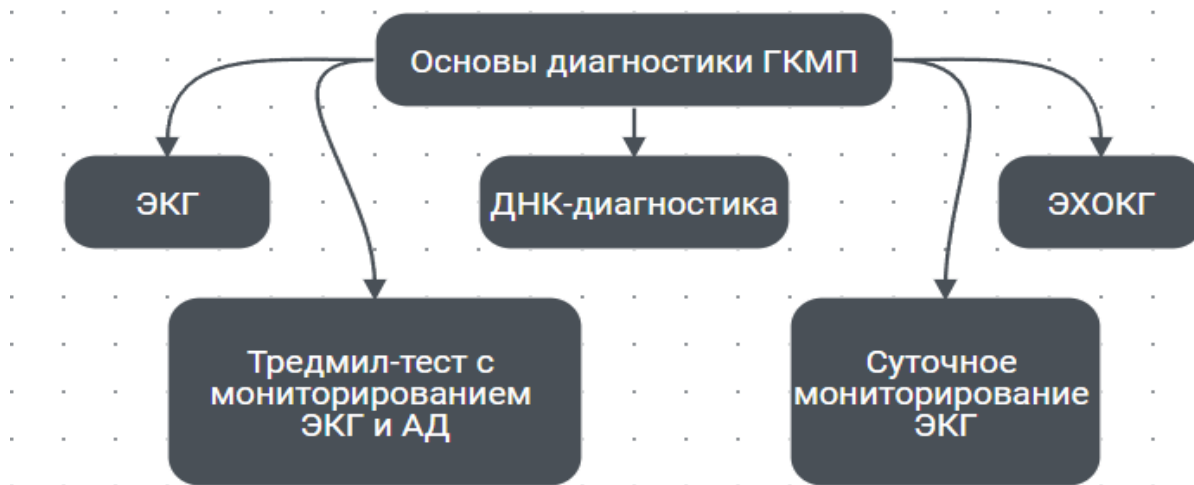 Основы диагностики ГКМП
ЭКГ
ДНК-диагностика
ЭХОКГ
Тредмил-тест с
мониторированием
ЭКГ и АД
Суточное
мониторирование
ЭКГ